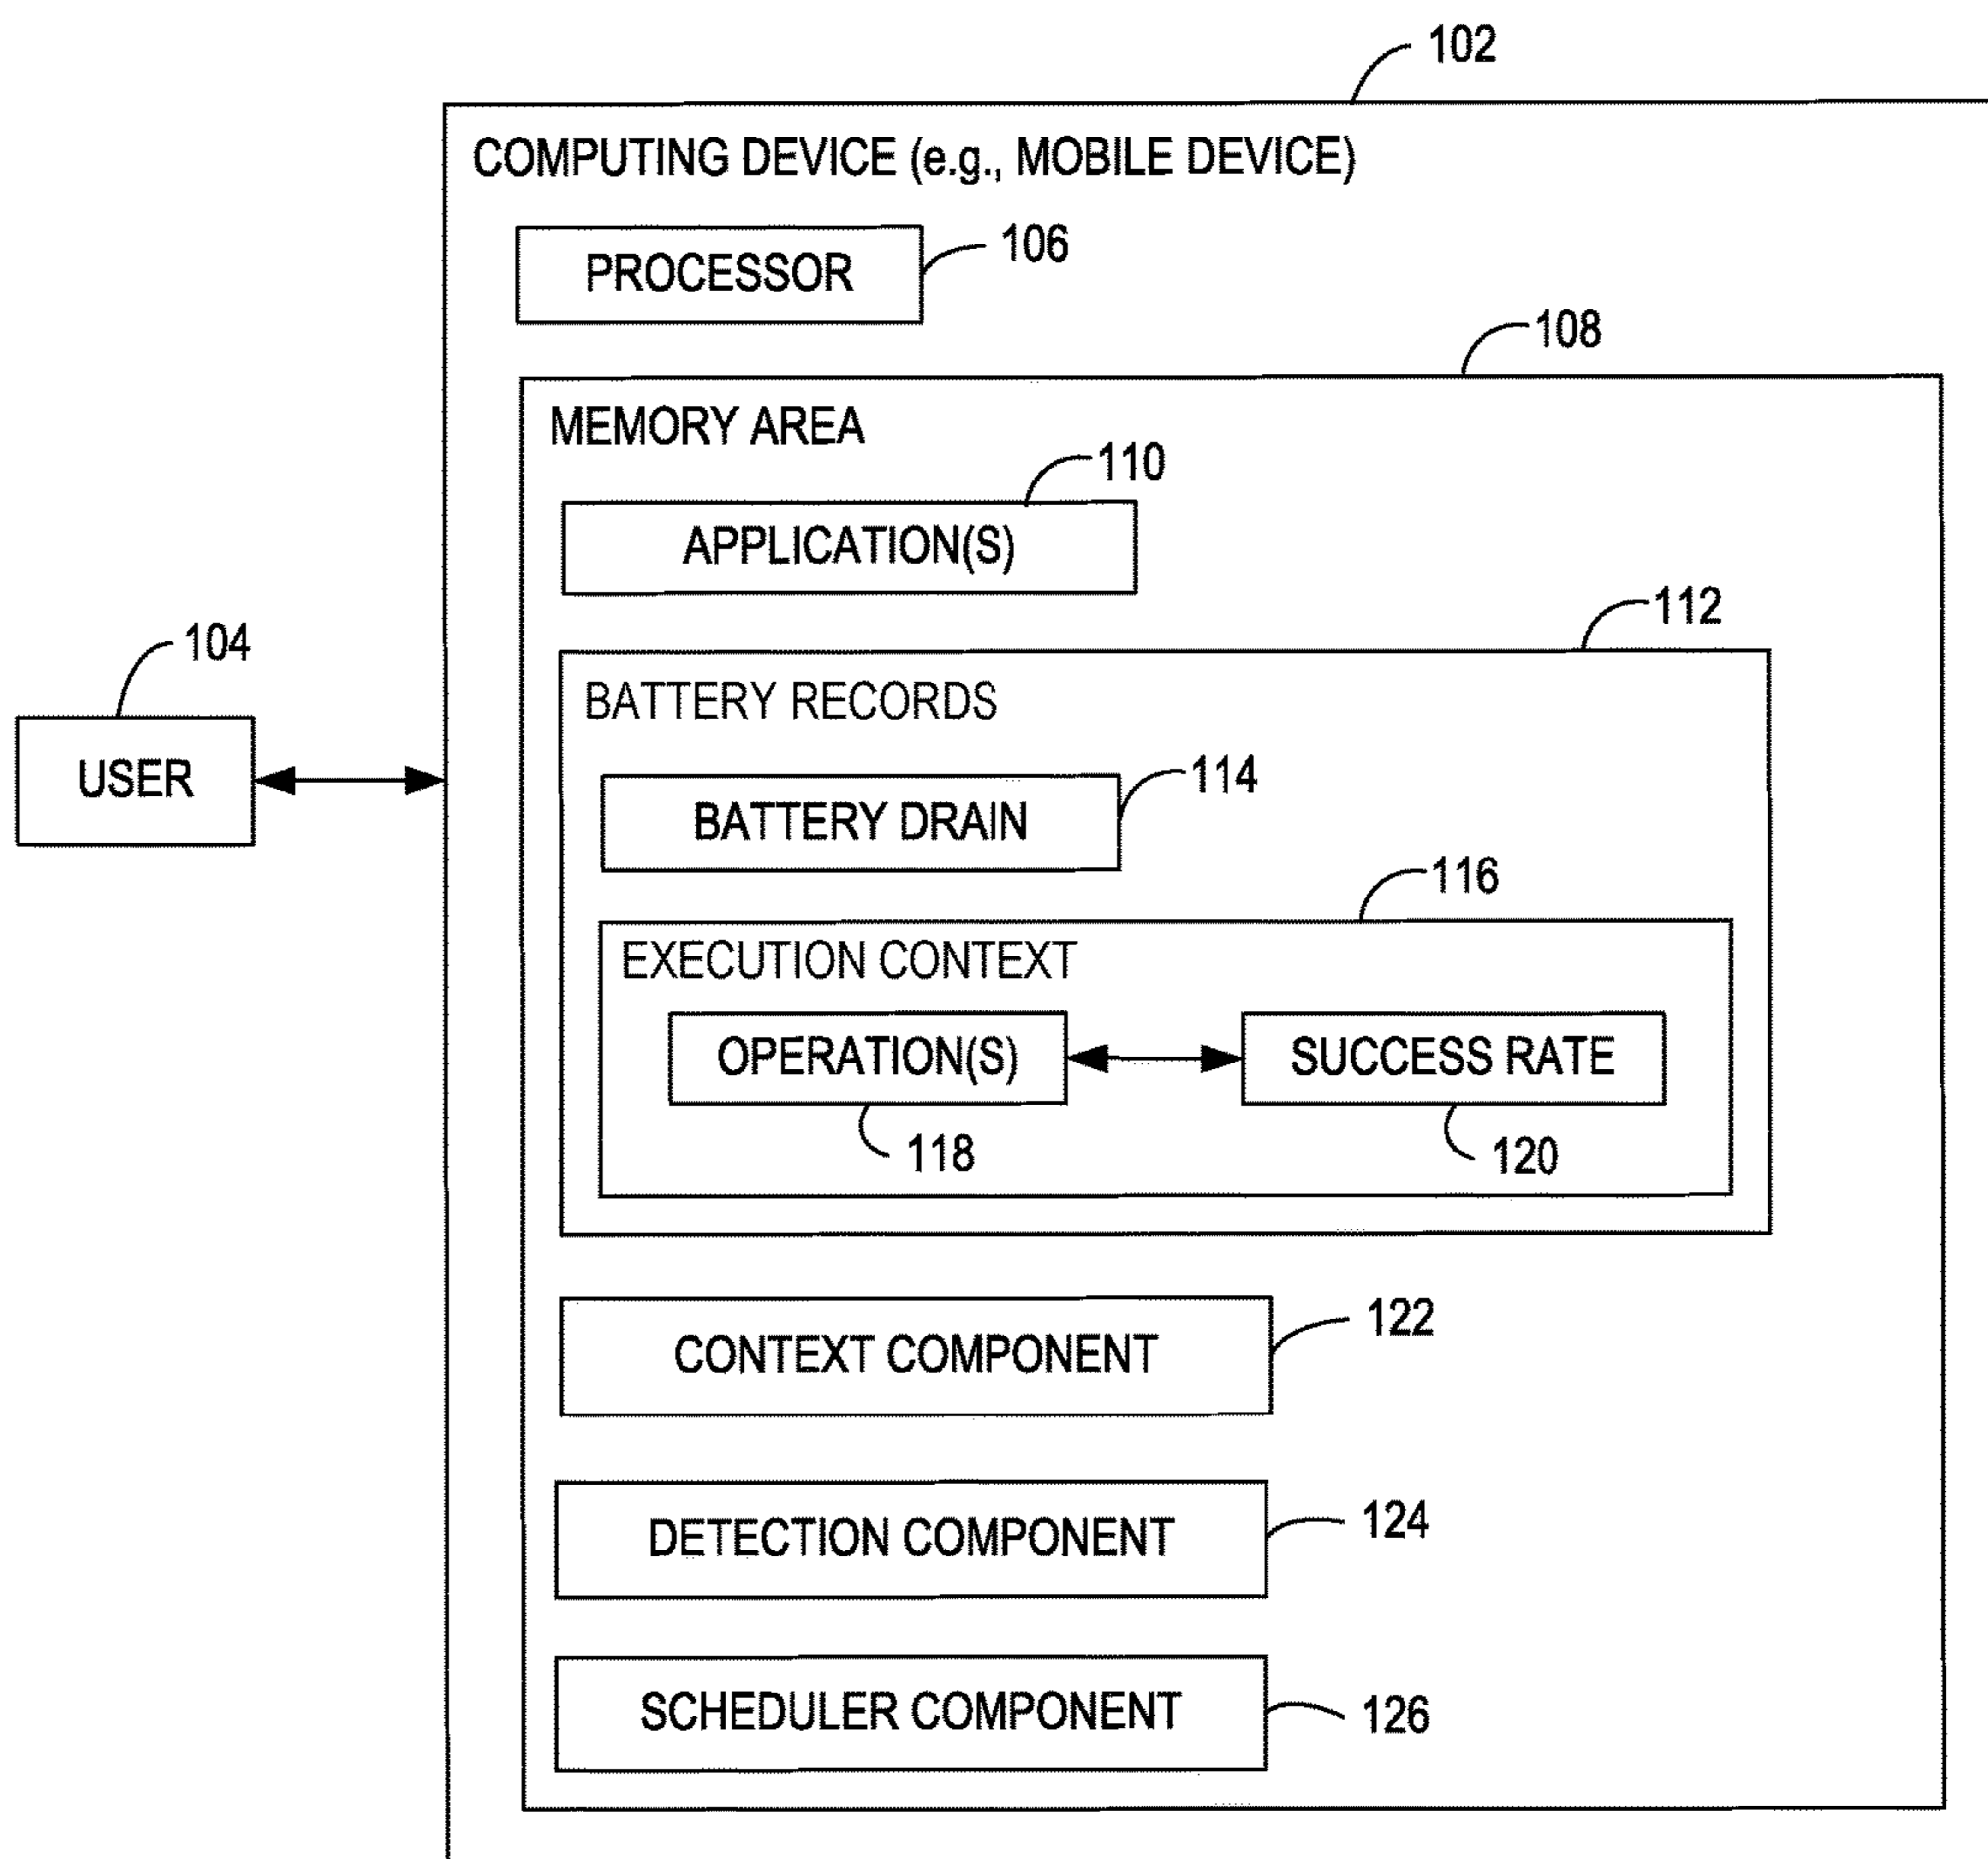 102
COMPUTING DEVICE (e.g., MOBILE DEVICE)
PROCESSOR
106
108
MEMORY AREA
110
APPLICATION(S)
112
104
BATTERY RECORDS
USER
114
BATTERY DRAIN
116
EXECUTION CONTEXT
OPERATION(S)
SUCCESS RATE
118
120
122
CONTEXT COMPONENT
124
DETECTION COMPONENT
SCHEDULER COMPONENT
126